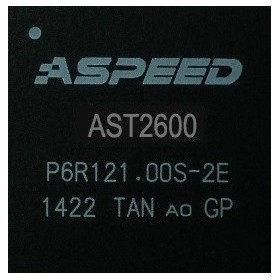 ASPEED
AST2600
P6R121.00S-2E
1422 TAN A0 GP